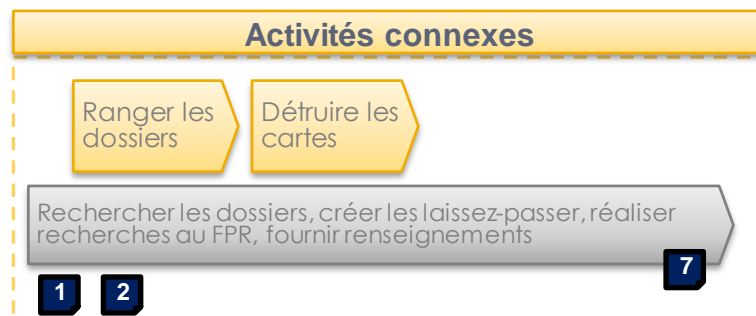 Activités connexes
Ranger les
dossiers
Détruire les
cartes
Rechercher les dossiers, créer les laissez-passer, réaliser
recherches au FPR, fournir renseignements
7
1
2